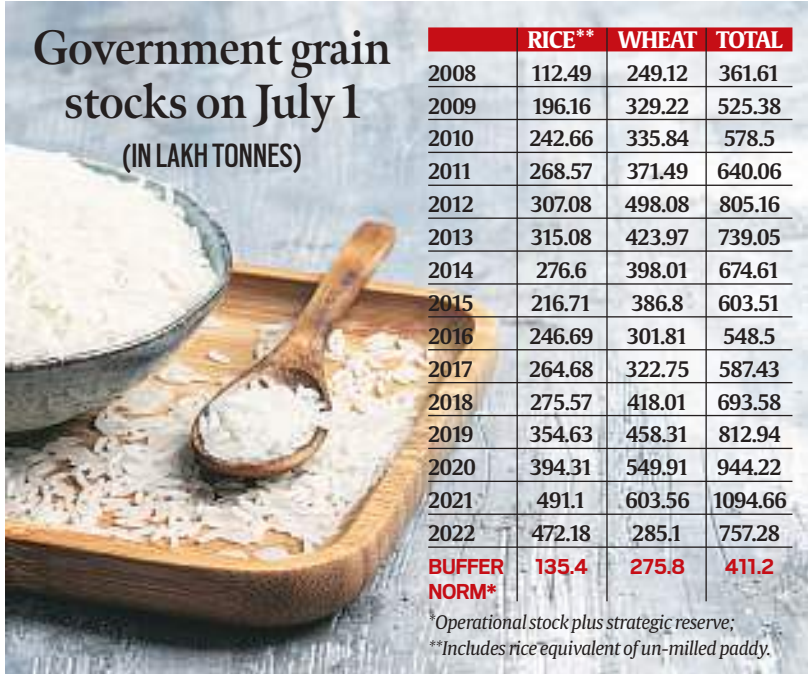 Government grain
stocks on July 1
(IN LAKH TONNES)
RICE** WHEAT TOTAL
2008 112.49 249.12 361.61
2009 196.16 329.22 525.38
2010 242.66 335.84 578.5
2011 268.57 371.49 640.06
2012 307.08 498.08 805.16
2013 315.08 423.97 739.05
2014 276.6 398.01 674.61
2015 216.71 386.8 603.51
2016 246.69 301.81 548.5
2017 264.68 322.75 587.43
2018 275.57 418.01 693.58
2019 354.63 458.31 812.94
2020 394.31 549.91 944.22
2021 491.1 603.56 1094.66
2022 472.18 285.1 757.28
BUFFER 135.4 275.8 411.2
NORM*
*Operational stock plus strategic reserve;
**Includes rice equivalent of un-milled paddy.